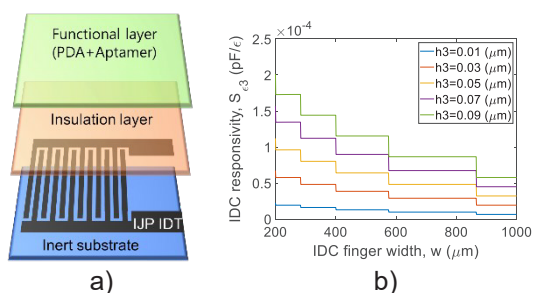 Functional layer
(PDA+Aptamer)
Insulation layer
IJP IDT
Inert substrate
a)
2.5 ×10⁻⁴
2
1.5
1
0.5
0
200 400 600 800 1000
IDC responsivity, S_ϵ3 (pF/ϵ)
IDC finger width, w (μm)
h3=0.01 (μm)
h3=0.03 (μm)
h3=0.05 (μm)
h3=0.07 (μm)
h3=0.09 (μm)
b)